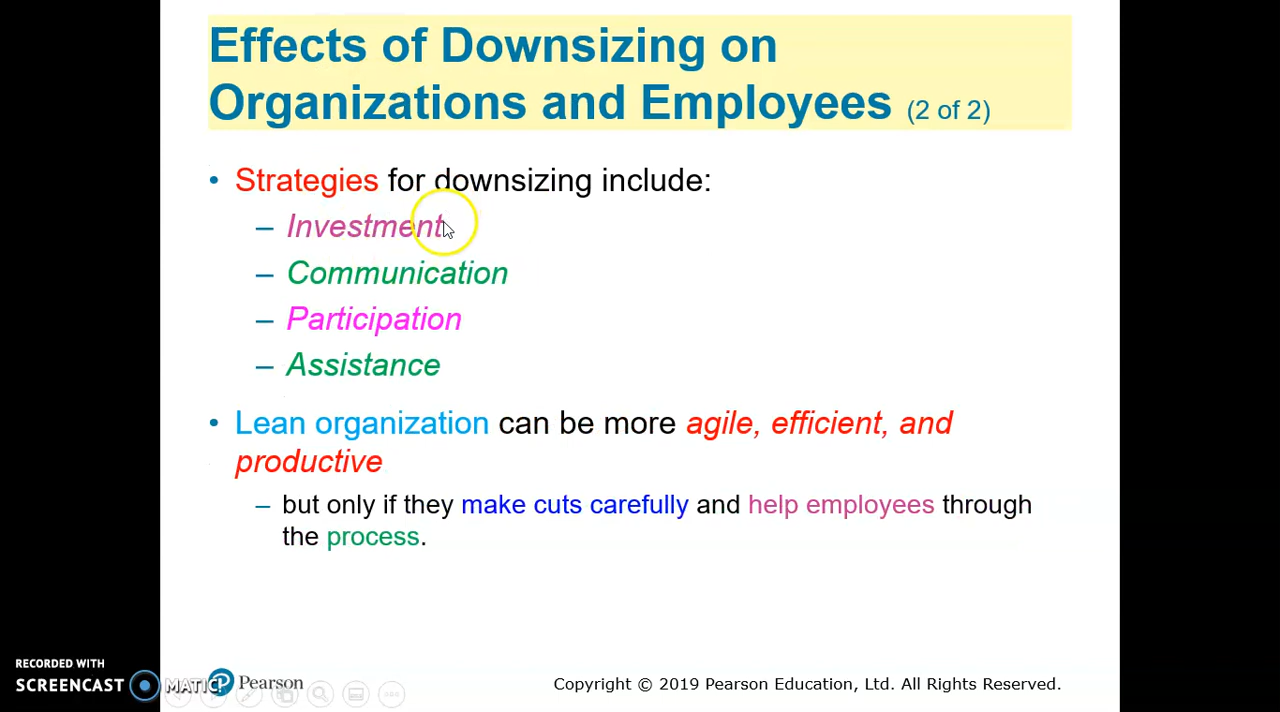 Effects of Downsizing on
Organizations and Employees (2 of 2)
• Strategies for downsizing include:
– Investment
– Communication
– Participation
– Assistance
• Lean organization can be more agile, efficient, and
productive
– but only if they make cuts carefully and help employees through
the process.
RECORDED WITH
SCREENCAST MATIC
Pearson
Copyright © 2019 Pearson Education, Ltd. All Rights Reserved.